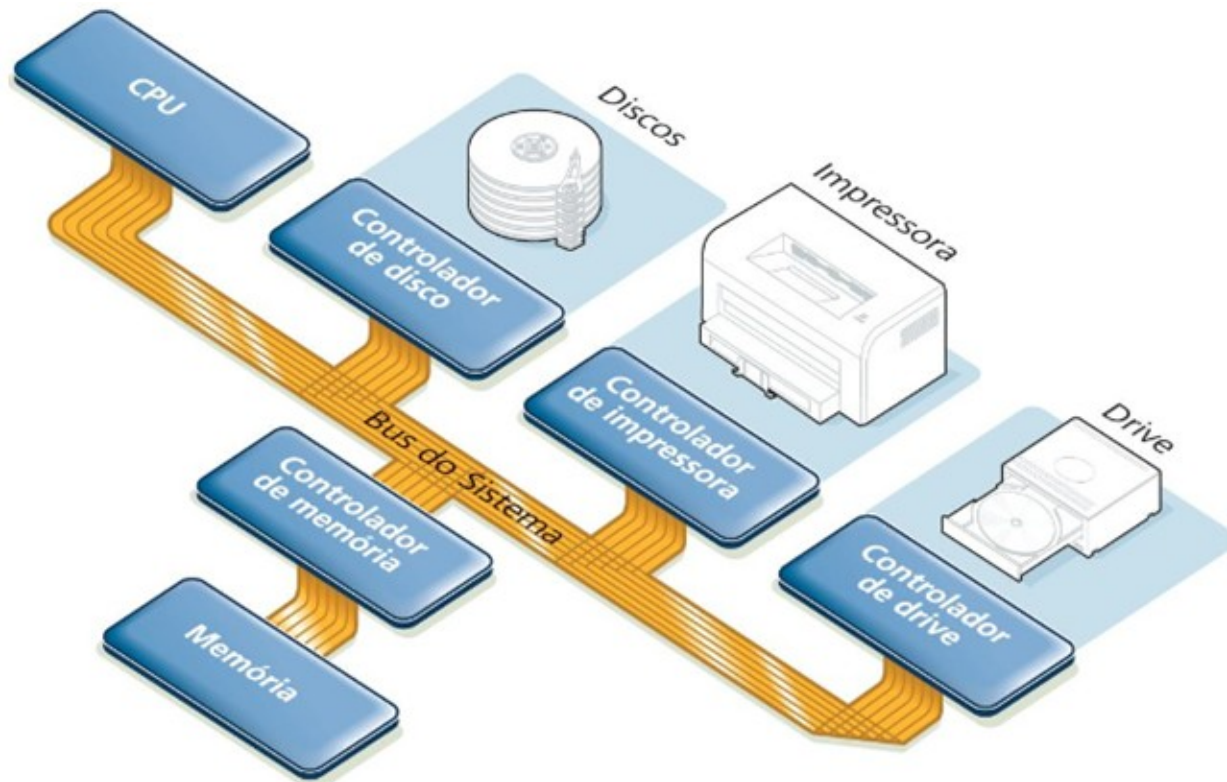 CPU
Discos
Controlador
de disco
Impressora
Controlador
de impressora
Drive
Controlador
de drive
Bus do Sistema
Controlador
de memória
Memória